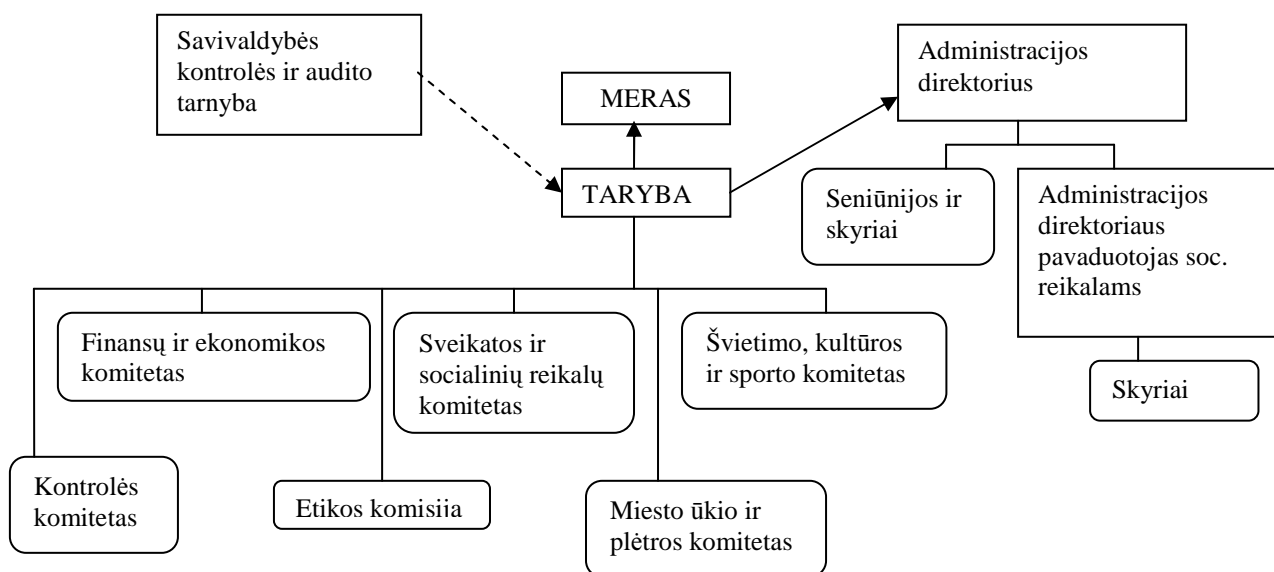 Savivaldybės
kontrolės ir audito
tarnyba
MERAS
Administracijos
direktorius
TARYBA
Seniūnijos ir
skyriai
Administracijos
direktoriaus
pavaduotojas soc.
reikalams
Finansų ir ekonomikos
komitetas
Sveikatos ir
socialinių reikalų
komitetas
Švietimo, kultūros
ir sporto komitetas
Skyriai
Kontrolės
komitetas
Etikos komisija
Miesto ūkio ir
plėtros komitetas